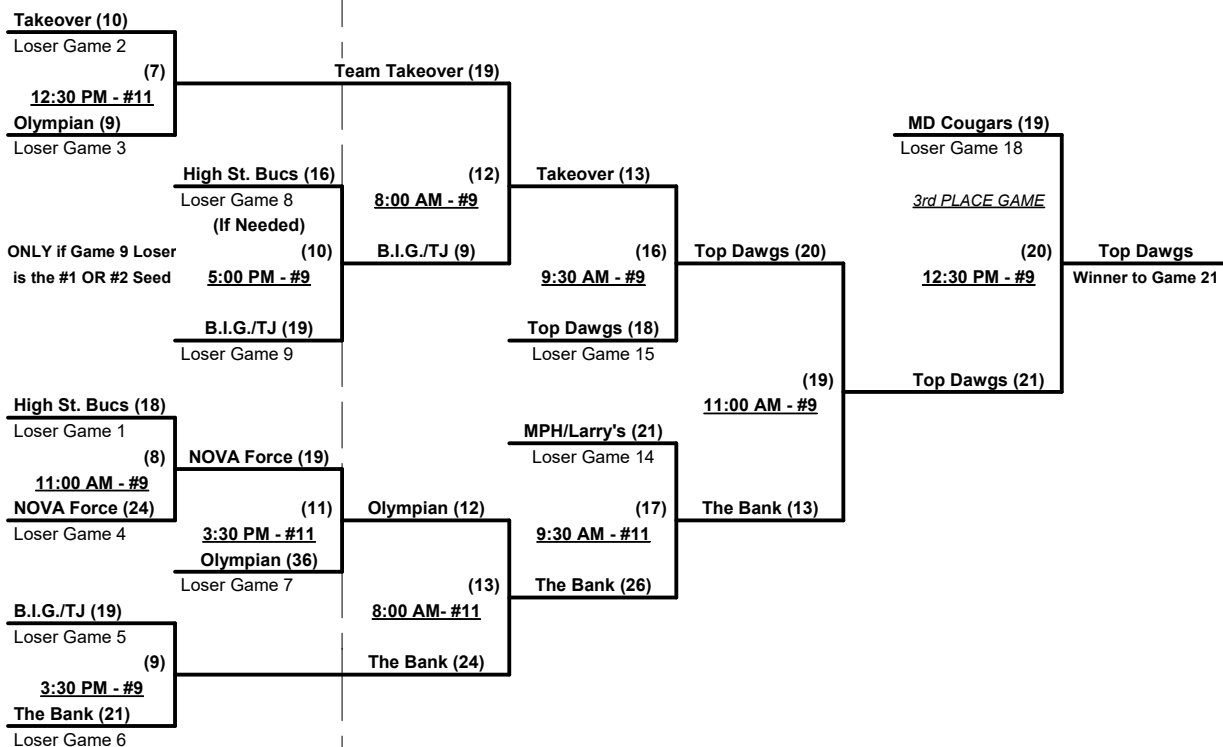 Takeover (10)
Loser Game 2
(7)
12:30 PM - #11
Olympian (9)
Loser Game 3
Team Takeover (19)
High St. Bucs (16)
Loser Game 8
(If Needed)
ONLY if Game 9 Loser
is the #1 OR #2 Seed
(10)
5:00 PM - #9
B.I.G./TJ (19)
Loser Game 9
(12)
8:00 AM - #9
B.I.G./TJ (9)
Takeover (13)
(16)
9:30 AM - #9
Top Dawgs (18)
Loser Game 15
Top Dawgs (20)
MD Cougars (19)
Loser Game 18
3rd PLACE GAME
(20)
12:30 PM - #9
Top Dawgs
Winner to Game 21
Top Dawgs (21)
(19)
11:00 AM - #9
High St. Bucs (18)
Loser Game 1
(8)
11:00 AM - #9
NOVA Force (24)
Loser Game 4
NOVA Force (19)
(11)
3:30 PM - #11
Olympian (36)
Loser Game 7
Olympian (12)
MPH/Larry's (21)
Loser Game 14
(17)
9:30 AM - #11
The Bank (13)
The Bank (26)
(13)
8:00 AM- #11
The Bank (24)
B.I.G./TJ (19)
Loser Game 5
(9)
3:30 PM - #9
The Bank (21)
Loser Game 6